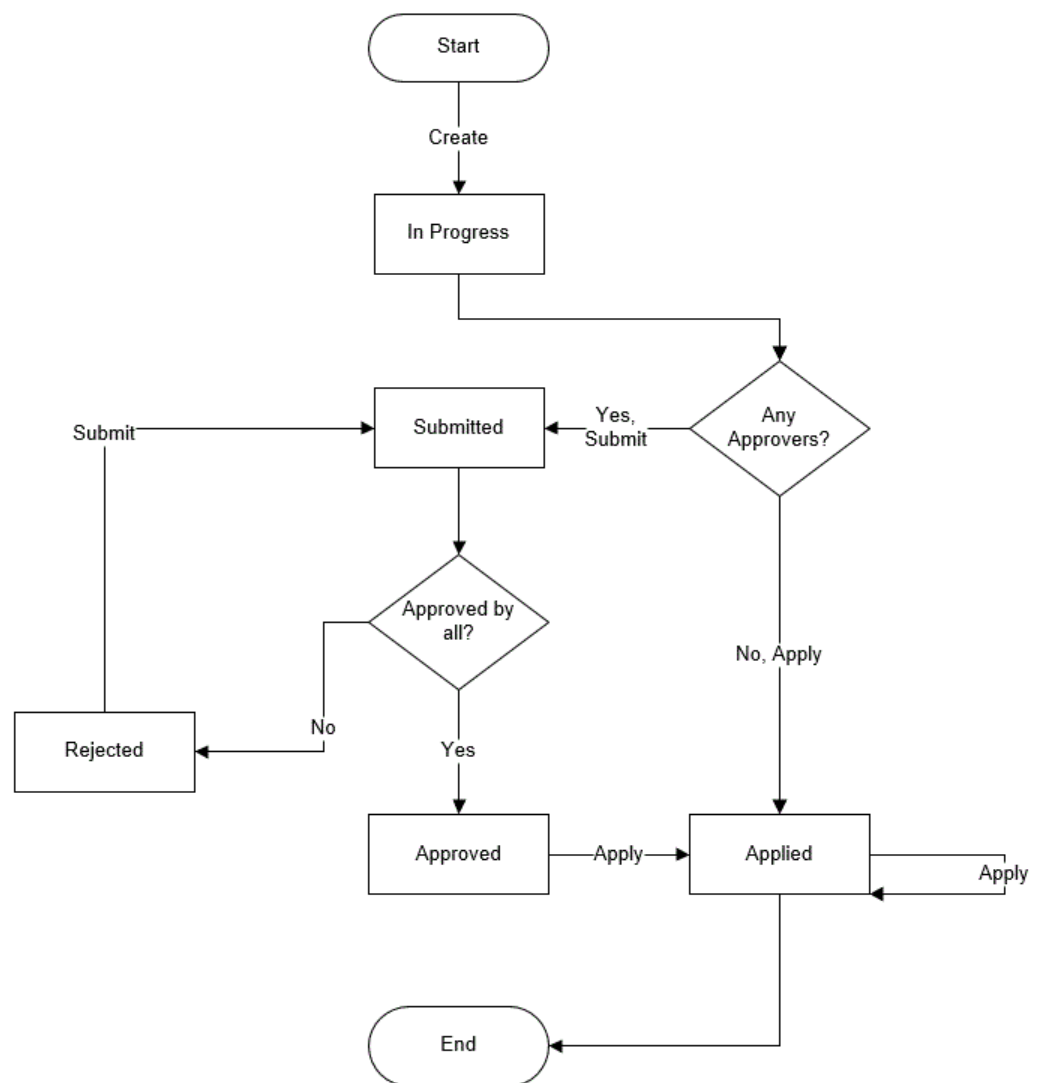 Start
Create
In Progress
Any
Approvers?
Yes,
Submit
Submitted
Submit
Approved by
all?
No, Apply
No
Rejected
Yes
Approved
Apply
Applied
Apply
End